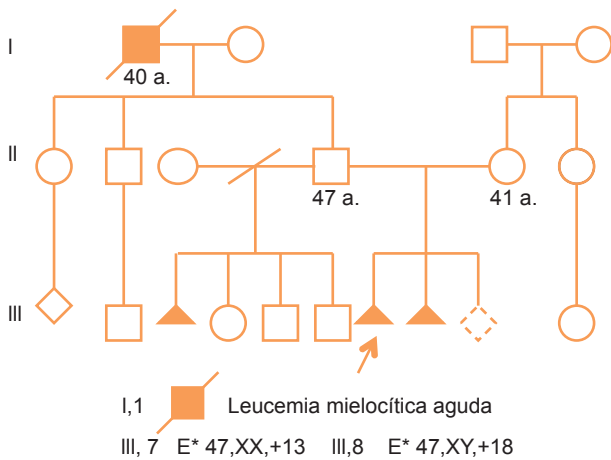 I
40 a.
II
47 a.
41 a.
III
I,1 Leucemia mielocítica aguda
III, 7 E* 47,XX,+13 III,8 E* 47,XY,+18